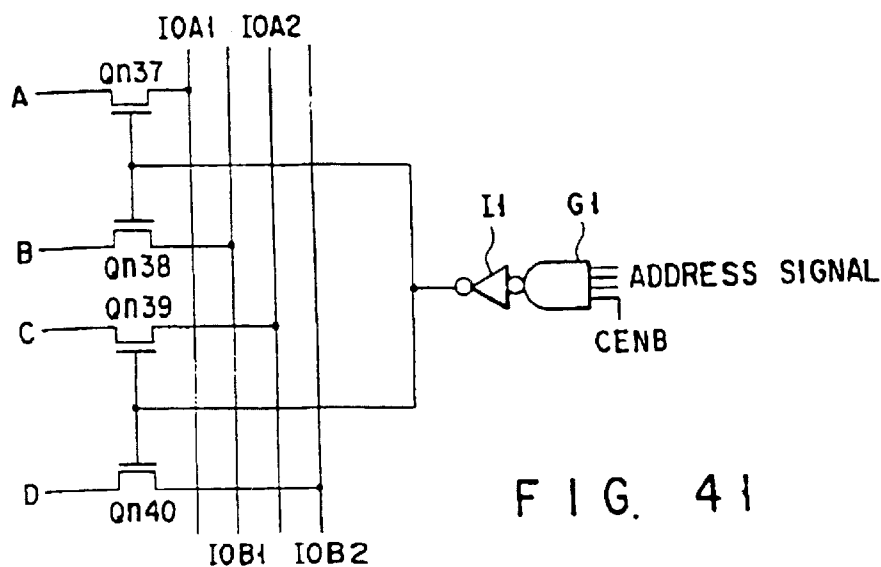 IOA1 IOA2
Qn37
A
I1 G1
B
Qn38
ADDRESS SIGNAL
Qn39
C
CENB
D
Qn40
FIG. 41
IOB1 IOB2